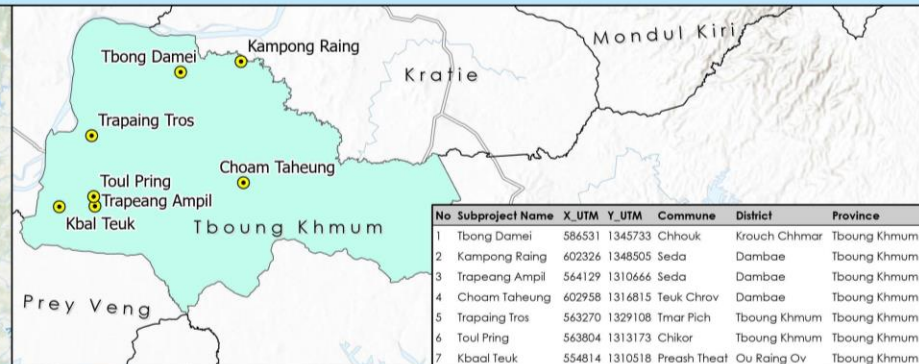 Mondul Kiri
Kampong Raing
Tbong Damei
Kratie
Trapaing Tros
Choam Taheung
Toul Pring
Trapeang Ampil
Kbal Teuk
Tboung Khmum
Prey Veng
No Subproject Name X_UTM Y_UTM Commune District Province
1 Tbong Damei 586531 1345733 Chhouk Krouch Chhmar Tboung Khmum
2 Kampong Raing 602326 1348505 Seda Dambae Tboung Khmum
3 Trapeang Ampil 564129 1310666 Seda Dambae Tboung Khmum
4 Choam Taheung 602958 1316815 Teuk Chrov Dambae Tboung Khmum
5 Trapaing Tros 563270 1329108 Tmar Pich Tboung Khmum Tboung Khmum
6 Toul Pring 563804 1313173 Chikor Tboung Khmum Tboung Khmum
7 Kbaal Teuk 554814 1310518 Preash Theat Ou Raing Ov Tboung Khmum